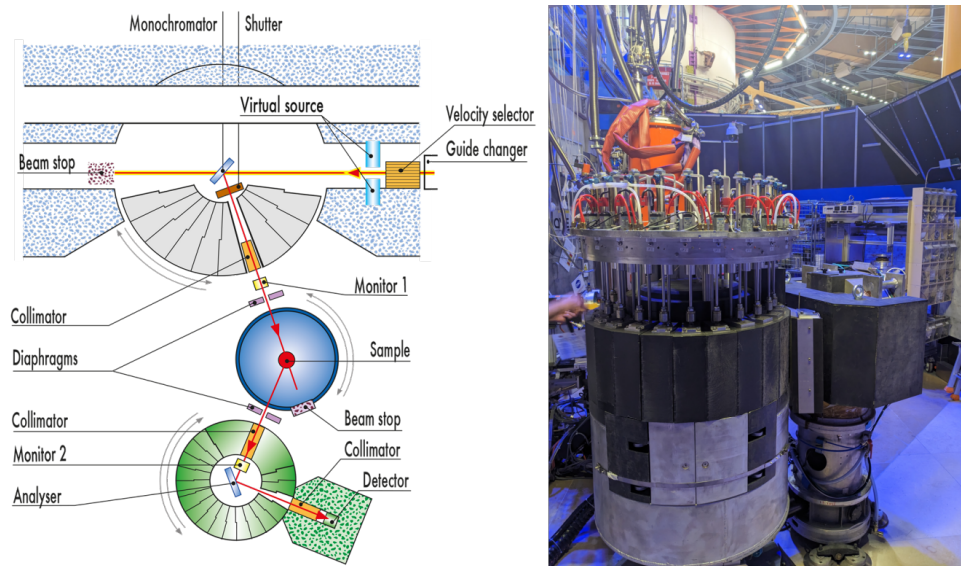 Monochromator
Shutter
Virtual source
Velocity selector
Guide changer
Beam stop
Monitor 1
Collimator
Diaphragms
Sample
Collimator
Beam stop
Monitor 2
Collimator
Detector
Analyser